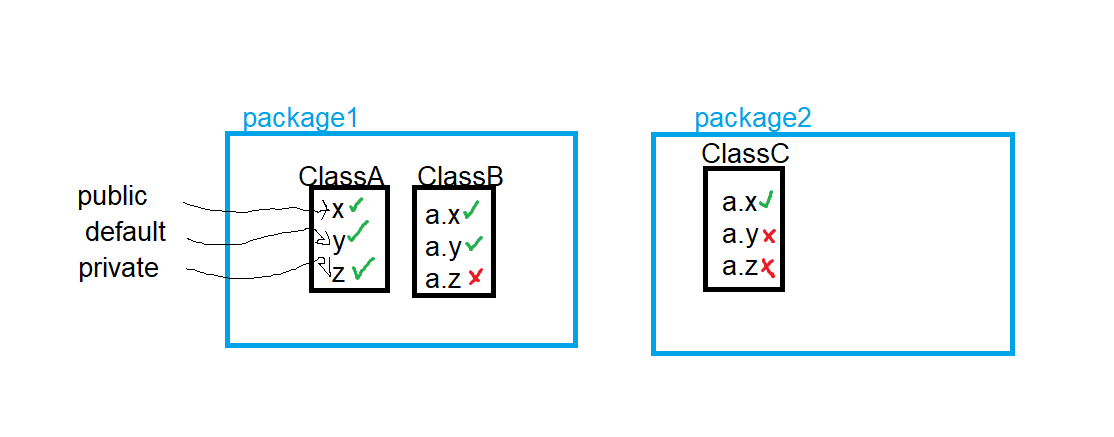 package1
package2
ClassA
ClassB
ClassC
public
default
private
x
y
z
a.x
a.y
a.z
a.x
a.y
a.z